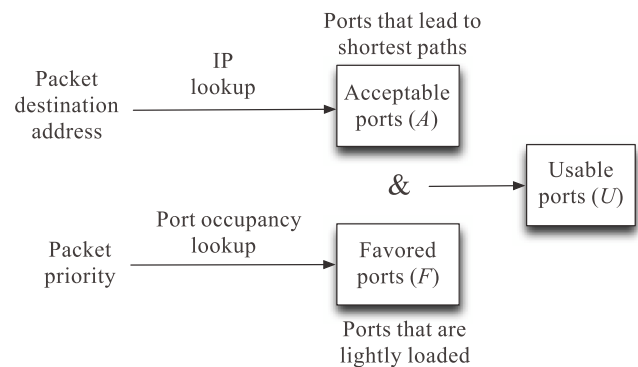 Packet
destination
address
IP
lookup
Ports that lead to
shortest paths
Acceptable
ports (A)
&
Usable
ports (U)
Packet
priority
Port occupancy
lookup
Favored
ports (F)
Ports that are
lightly loaded